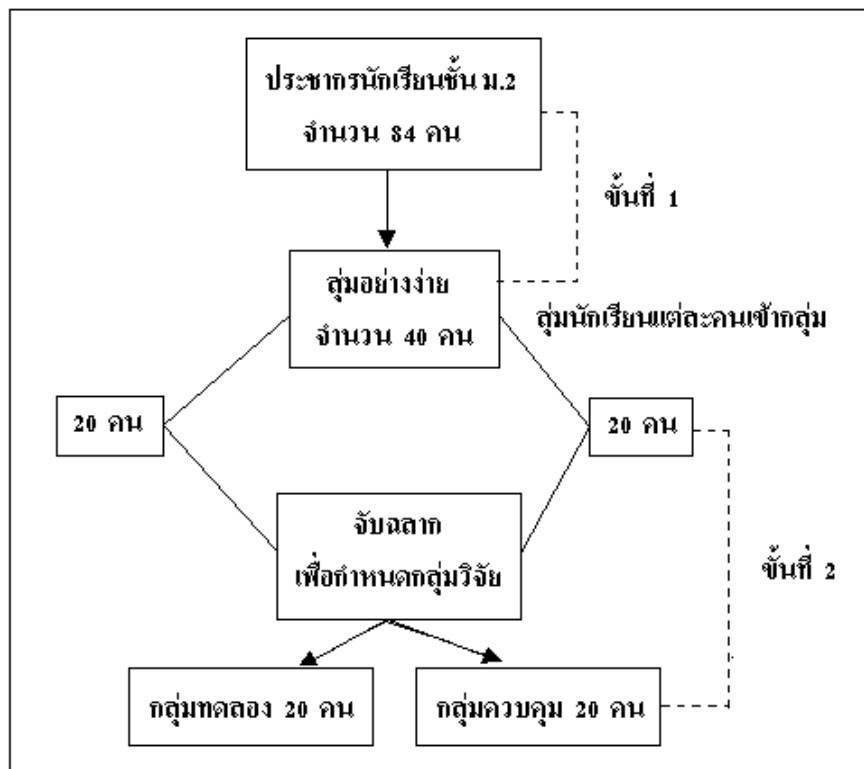 ประชากรนักเรียนชั้น ม.2
จำนวน 84 คน
ขั้นที่ 1
สุ่มอย่างง่าย
จำนวน 40 คน
สุ่มนักเรียนแต่ละคนเข้ากลุ่ม
20 คน
20 คน
จับฉลาก
เพื่อกำหนดกลุ่มวิจัย
ขั้นที่ 2
กลุ่มทดลอง 20 คน
กลุ่มควบคุม 20 คน